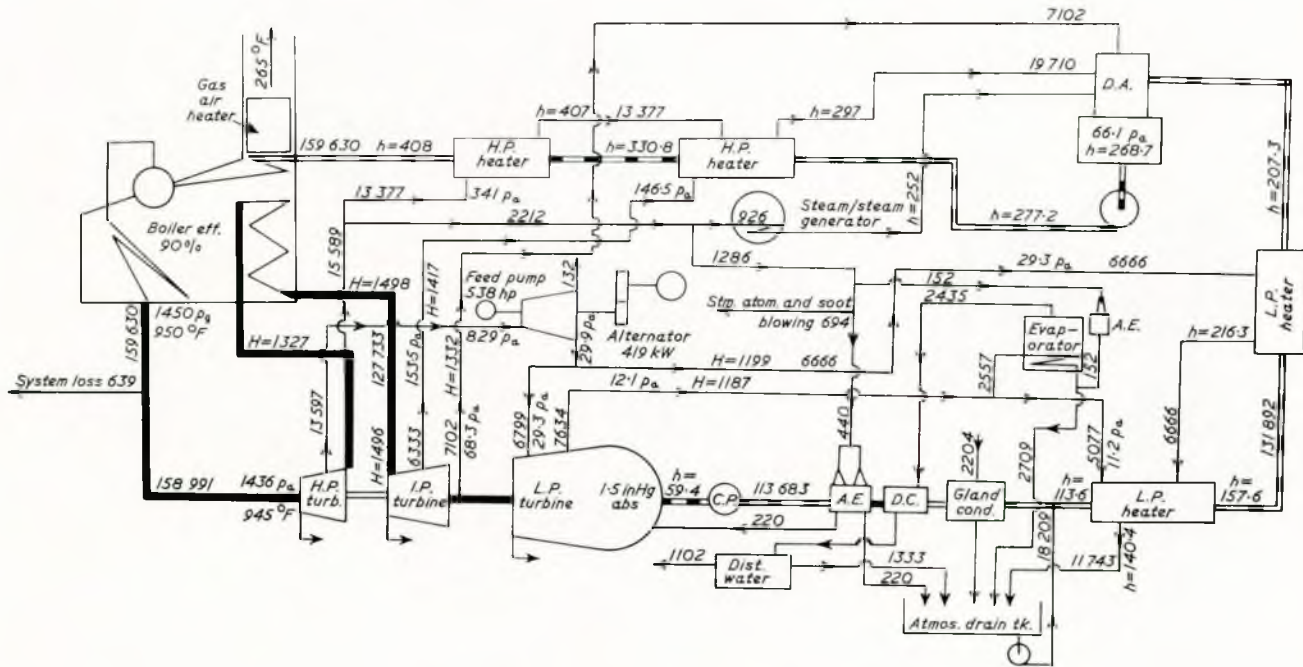 7102
265°F
Gas
air
heater
19 710
D.A.
h=407
13 377
h=297
66.1 pa
h=268.7
159 630
h=408
H.P.
heater
h=330.8
H.P.
heater
h=207.3
13 377
341 pa
146.5 pa
h=252
Boiler eff.
90%
2212
926
Steam/steam
generator
h=277.2
15 589
H=1498
H=1417
1286
29.3 pa
6666
Feed pump
538 hp
132
152
2435
L.P.
heater
1450 pg
950 °F
159 630
H=1327
127 733
153.5 pa
H=1332
829 pa
29.9 pa
Alternator
419 kW
Stm. atom. and soot
blowing 694
A.E.
Evap-
orator
152
h=216.3
System loss 639
H=1199
6666
2557
12.1 pa
H=1187
13 597
H=1496
6333
7102
68.3 pa
6799
29.3 pa
7634
440
2204
2709
5077
11.2 pa
6666
131 892
158 991
1436 pa
945 °F
H.P.
turb.
I.P.
turbine
L.P.
turbine
1.5 inHg
abs
h=
59.4
C.P.
113 683
A.E.
D.C.
Gland
cond.
h=
113.6
L.P.
heater
h=
157.6
220
18 209
1102
Dist.
water
1333
220
11 743
h=140.4
Atmos. drain tk.